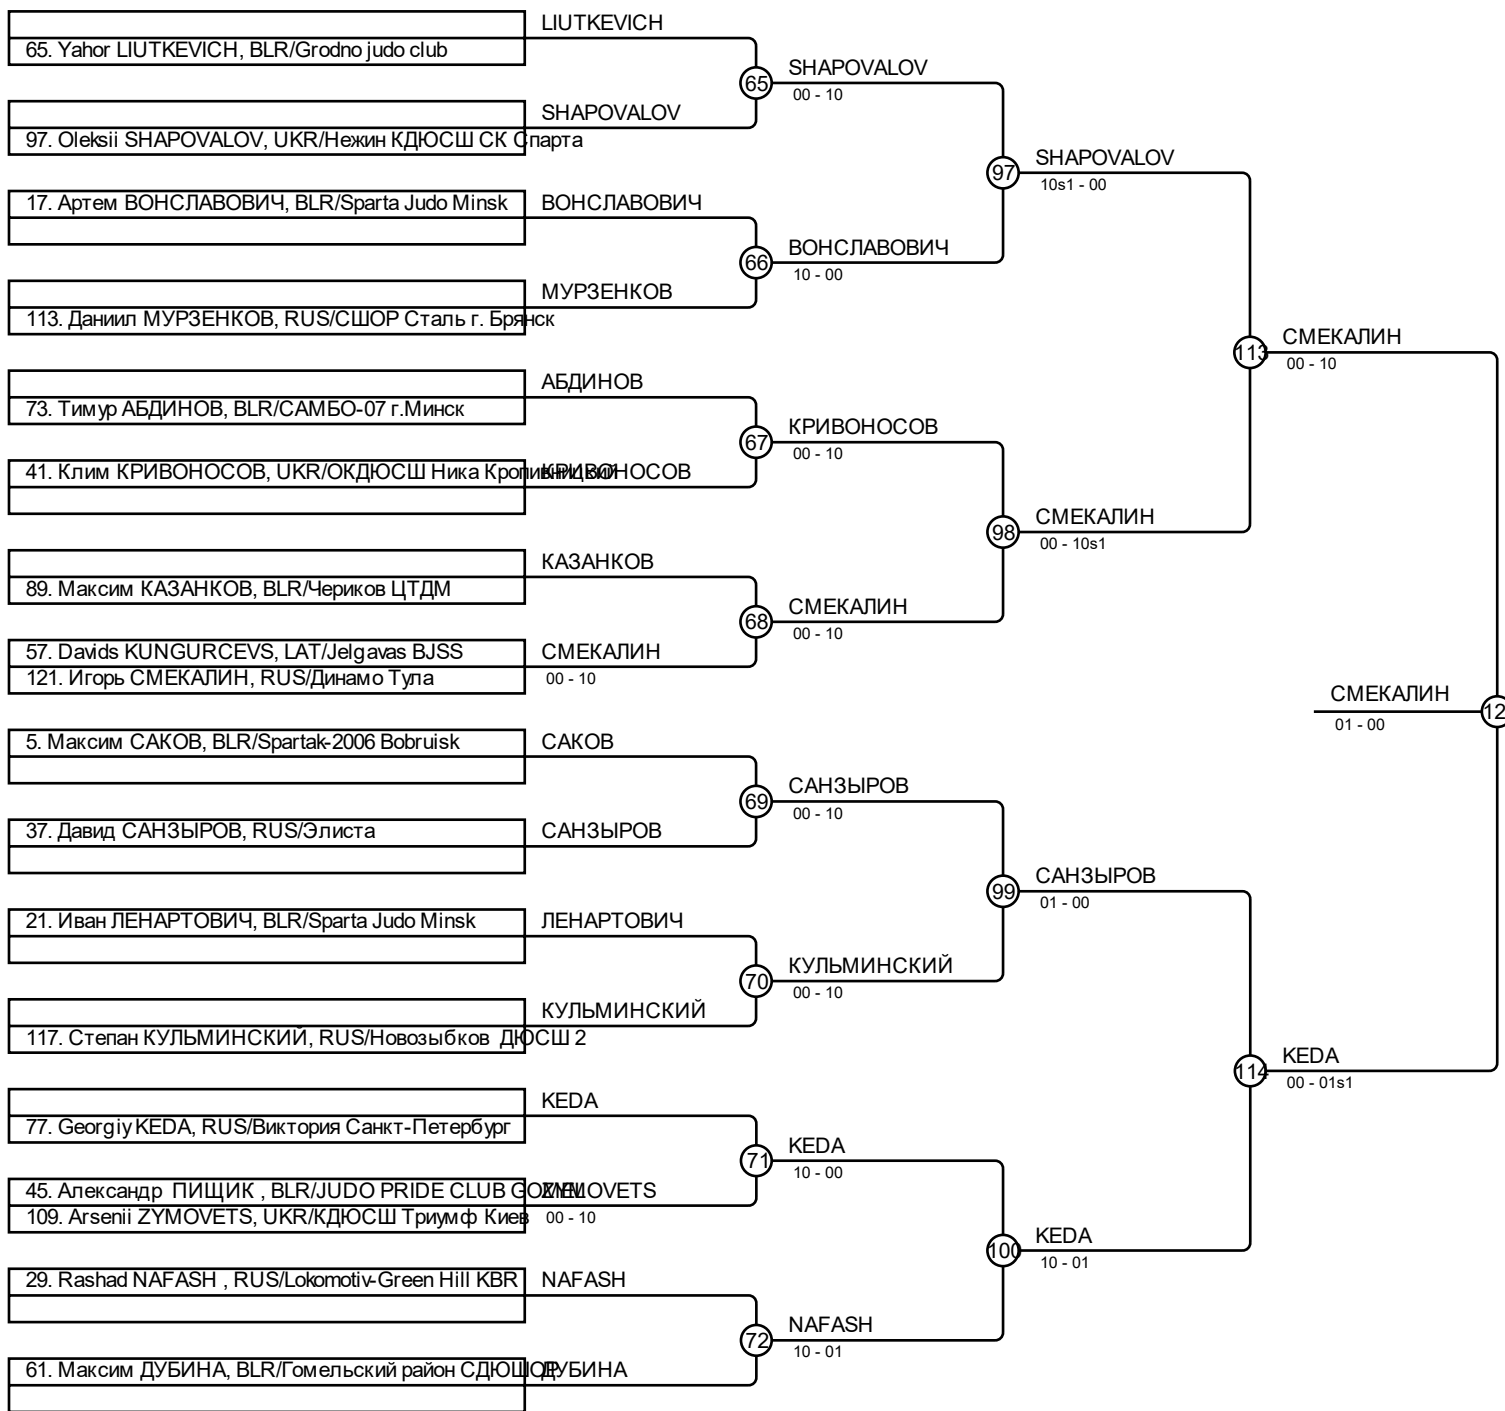 LIUTKEVICH
65. Yahor LIUTKEVICH, BLR/Grodno judo club
65
SHAPOVALOV
00 - 10
SHAPOVALOV
97. Oleksii SHAPOVALOV, UKR/Нежин КДЮСШ СК Спарта
97
SHAPOVALOV
10s1 - 00
17. Артем ВОНСЛАВОВИЧ, BLR/Sparta Judo Minsk
ВОНСЛАВОВИЧ
66
ВОНСЛАВОВИЧ
10 - 00
МУРЗЕНКОВ
113. Даниил МУРЗЕНКОВ, RUS/СШОР Сталь г. Брянск
113
СМЕКАЛИН
00 - 10
АБДИНОВ
73. Тимур АБДИНОВ, BLR/САМБО-07 г.Минск
67
КРИВОНОСОВ
00 - 10
41. Клим КРИВОНОСОВ, UKR/ОКДЮСШ Ника Кропивницкий
КРИВОНОСОВ
98
СМЕКАЛИН
00 - 10s1
КАЗАНКОВ
89. Максим КАЗАНКОВ, BLR/Чериков ЦТДМ
68
СМЕКАЛИН
00 - 10
57. Davids KUNGURCEVS, LAT/Jelgavas BJSS
СМЕКАЛИН
121. Игорь СМЕКАЛИН, RUS/Динамо Тула
00 - 10
СМЕКАЛИН
01 - 00
12
5. Максим САКОВ, BLR/Spartak-2006 Bobruisk
САКОВ
69
САНЗЫРОВ
00 - 10
37. Давид САНЗЫРОВ, RUS/Элиста
САНЗЫРОВ
99
САНЗЫРОВ
01 - 00
21. Иван ЛЕНАРТОВИЧ, BLR/Sparta Judo Minsk
ЛЕНАРТОВИЧ
70
КУЛЬМИНСКИЙ
00 - 10
КУЛЬМИНСКИЙ
117. Степан КУЛЬМИНСКИЙ, RUS/Новозыбков ДЮСШ 2
114
KEDA
00 - 01s1
KEDA
77. Georgiy KEDA, RUS/Виктория Санкт-Петербург
71
KEDA
10 - 00
45. Александр ПИЩИК , BLR/JUDO PRIDE CLUB GOMEL
ZYMOVETS
109. Arsenii ZYMOVETS, UKR/КДЮСШ Триумф Киев
00 - 10
100
KEDA
10 - 01
29. Rashad NAFASH , RUS/Lokomotiv-Green Hill KBR
NAFASH
72
NAFASH
10 - 01
61. Максим ДУБИНА, BLR/Гомельский район СДЮШОР
ДУБИНА